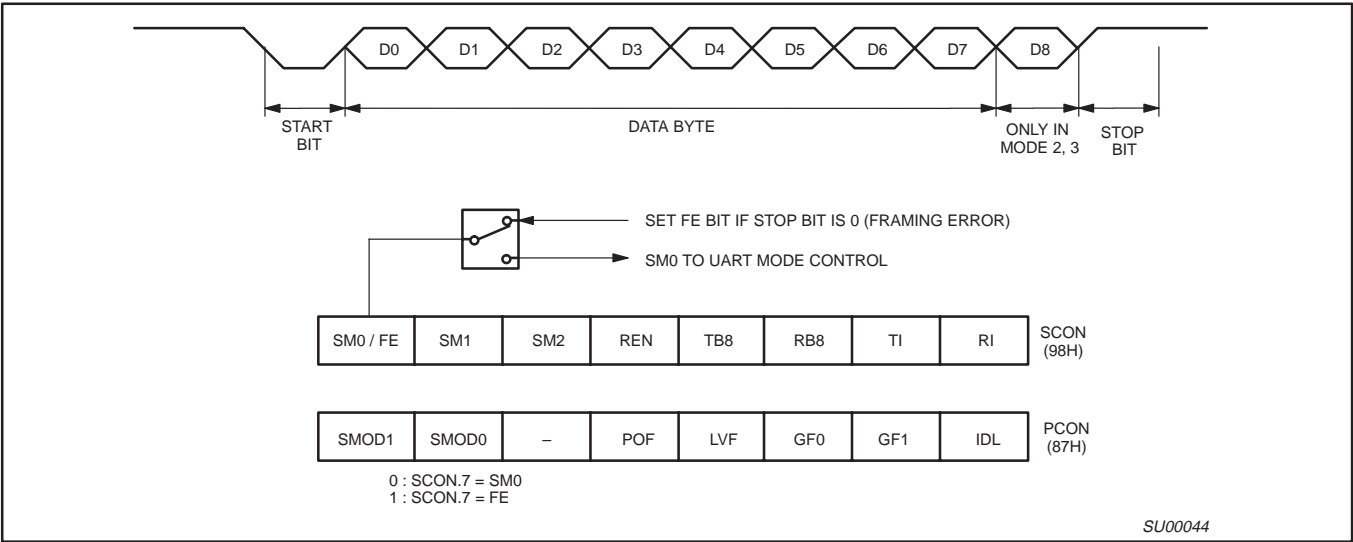 D0 D1 D2 D3 D4 D5 D6 D7 D8
START
BIT
DATA BYTE
ONLY IN
MODE 2, 3
STOP
BIT
SET FE BIT IF STOP BIT IS 0 (FRAMING ERROR)
SM0 TO UART MODE CONTROL
SM0 / FE SM1 SM2 REN TB8 RB8 TI RI
SCON
(98H)
SMOD1 SMOD0 – POF LVF GF0 GF1 IDL
PCON
(87H)
0 : SCON.7 = SM0
1 : SCON.7 = FE
SU00044